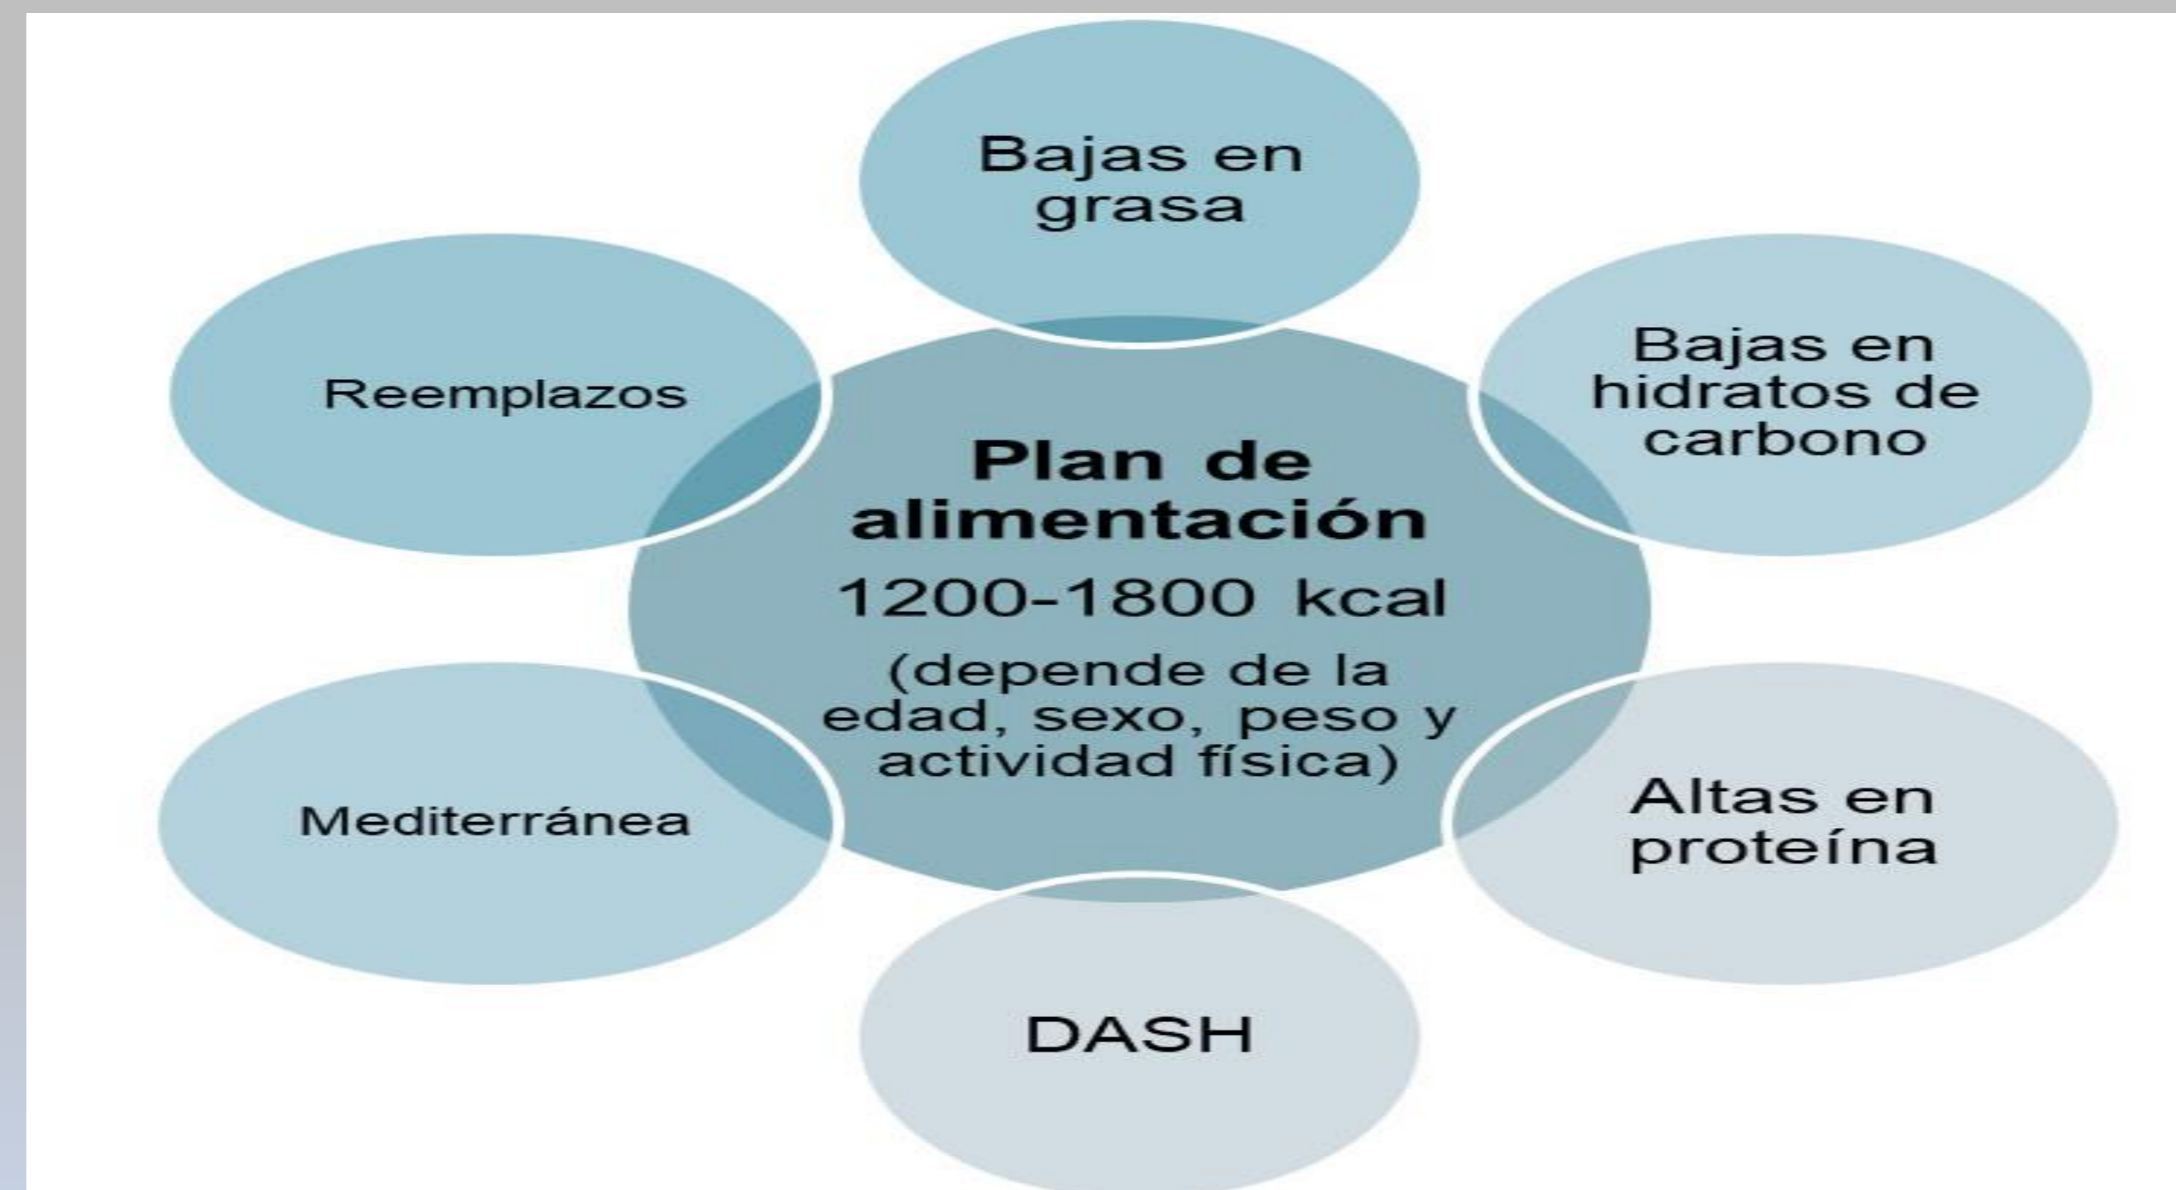 Bajas en
grasa
Bajas en
hidratos de
carbono
Reemplazos
Plan de
alimentación
1200-1800 kcal
(depende de la
edad, sexo, peso y
actividad física)
Mediterránea
Altas en
proteína
DASH